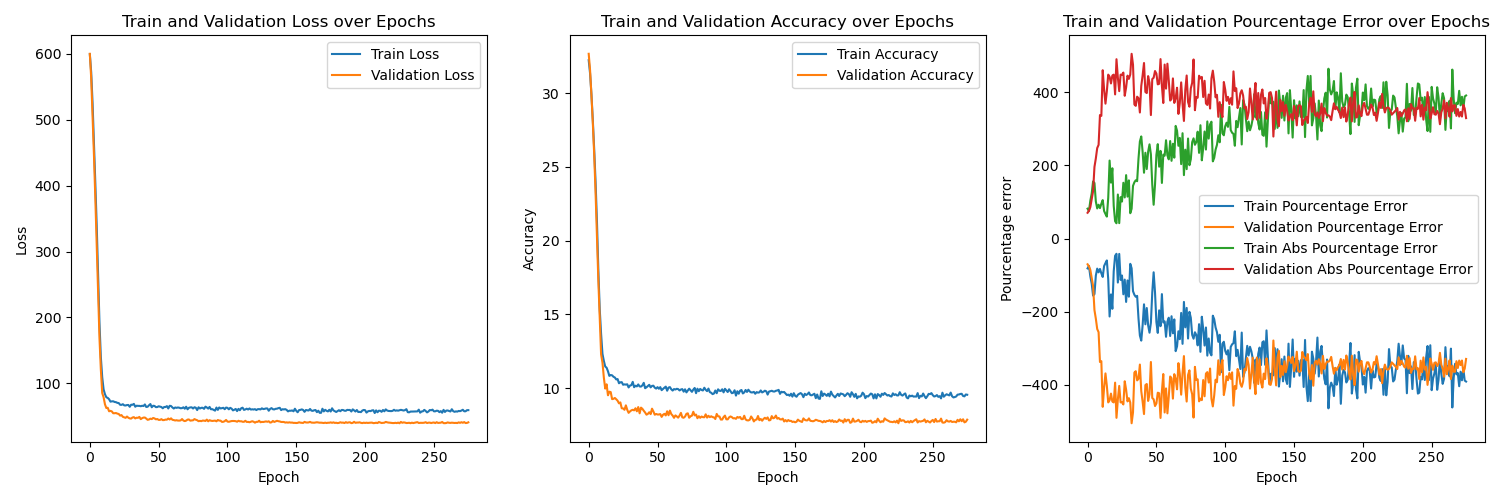 Train and Validation Loss over Epochs
600
500
400
300
200
100
0
50
100
150
200
250
Loss
Epoch
Train Loss
Validation Loss
Train and Validation Accuracy over Epochs
30
25
20
15
10
0
50
100
150
200
250
Accuracy
Epoch
Train Accuracy
Validation Accuracy
Train and Validation Pourcentage Error over Epochs
400
200
0
−200
−400
0
50
100
150
200
250
Pourcentage error
Epoch
Train Pourcentage Error
Validation Pourcentage Error
Train Abs Pourcentage Error
Validation Abs Pourcentage Error